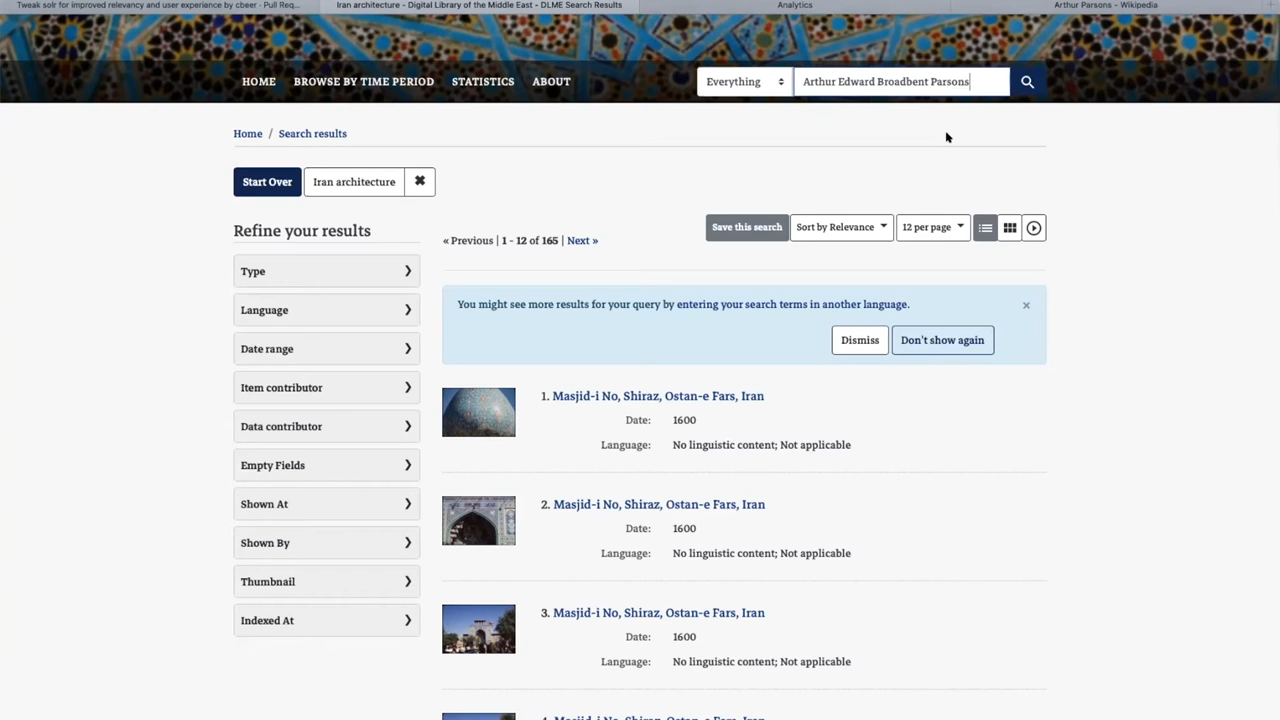 Tweak solr for improved relevancy and user experience by cbeer · Pull Req...
Iran architecture - Digital Library of the Middle East - DLME Search Results
Analytics
Arthur Parsons - Wikipedia
HOME BROWSE BY TIME PERIOD STATISTICS ABOUT
Everything
Arthur Edward Broadbent Parsons
Home / Search results
Start Over
Iran architecture ✖
Refine your results
Type
Language
Date range
Item contributor
Data contributor
Empty Fields
Shown At
Shown By
Thumbnail
Indexed At
« Previous | 1 - 12 of 165 | Next »
Save this search
Sort by Relevance
12 per page
You might see more results for your query by entering your search terms in another language. ×
Dismiss
Don't show again
1. Masjid-i No, Shiraz, Ostan-e Fars, Iran
Date: 1600
Language: No linguistic content; Not applicable
2. Masjid-i No, Shiraz, Ostan-e Fars, Iran
Date: 1600
Language: No linguistic content; Not applicable
3. Masjid-i No, Shiraz, Ostan-e Fars, Iran
Date: 1600
Language: No linguistic content; Not applicable